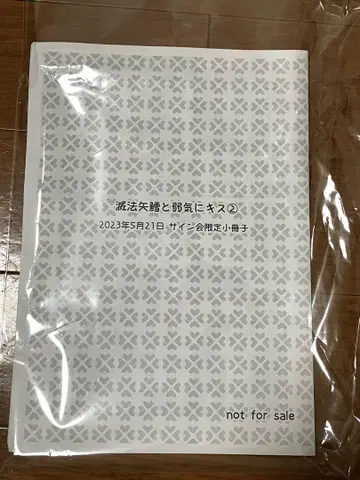 滅法矢鱈と弱気にキス②
2023年5月21日 サイン会限定小冊子
not for sale